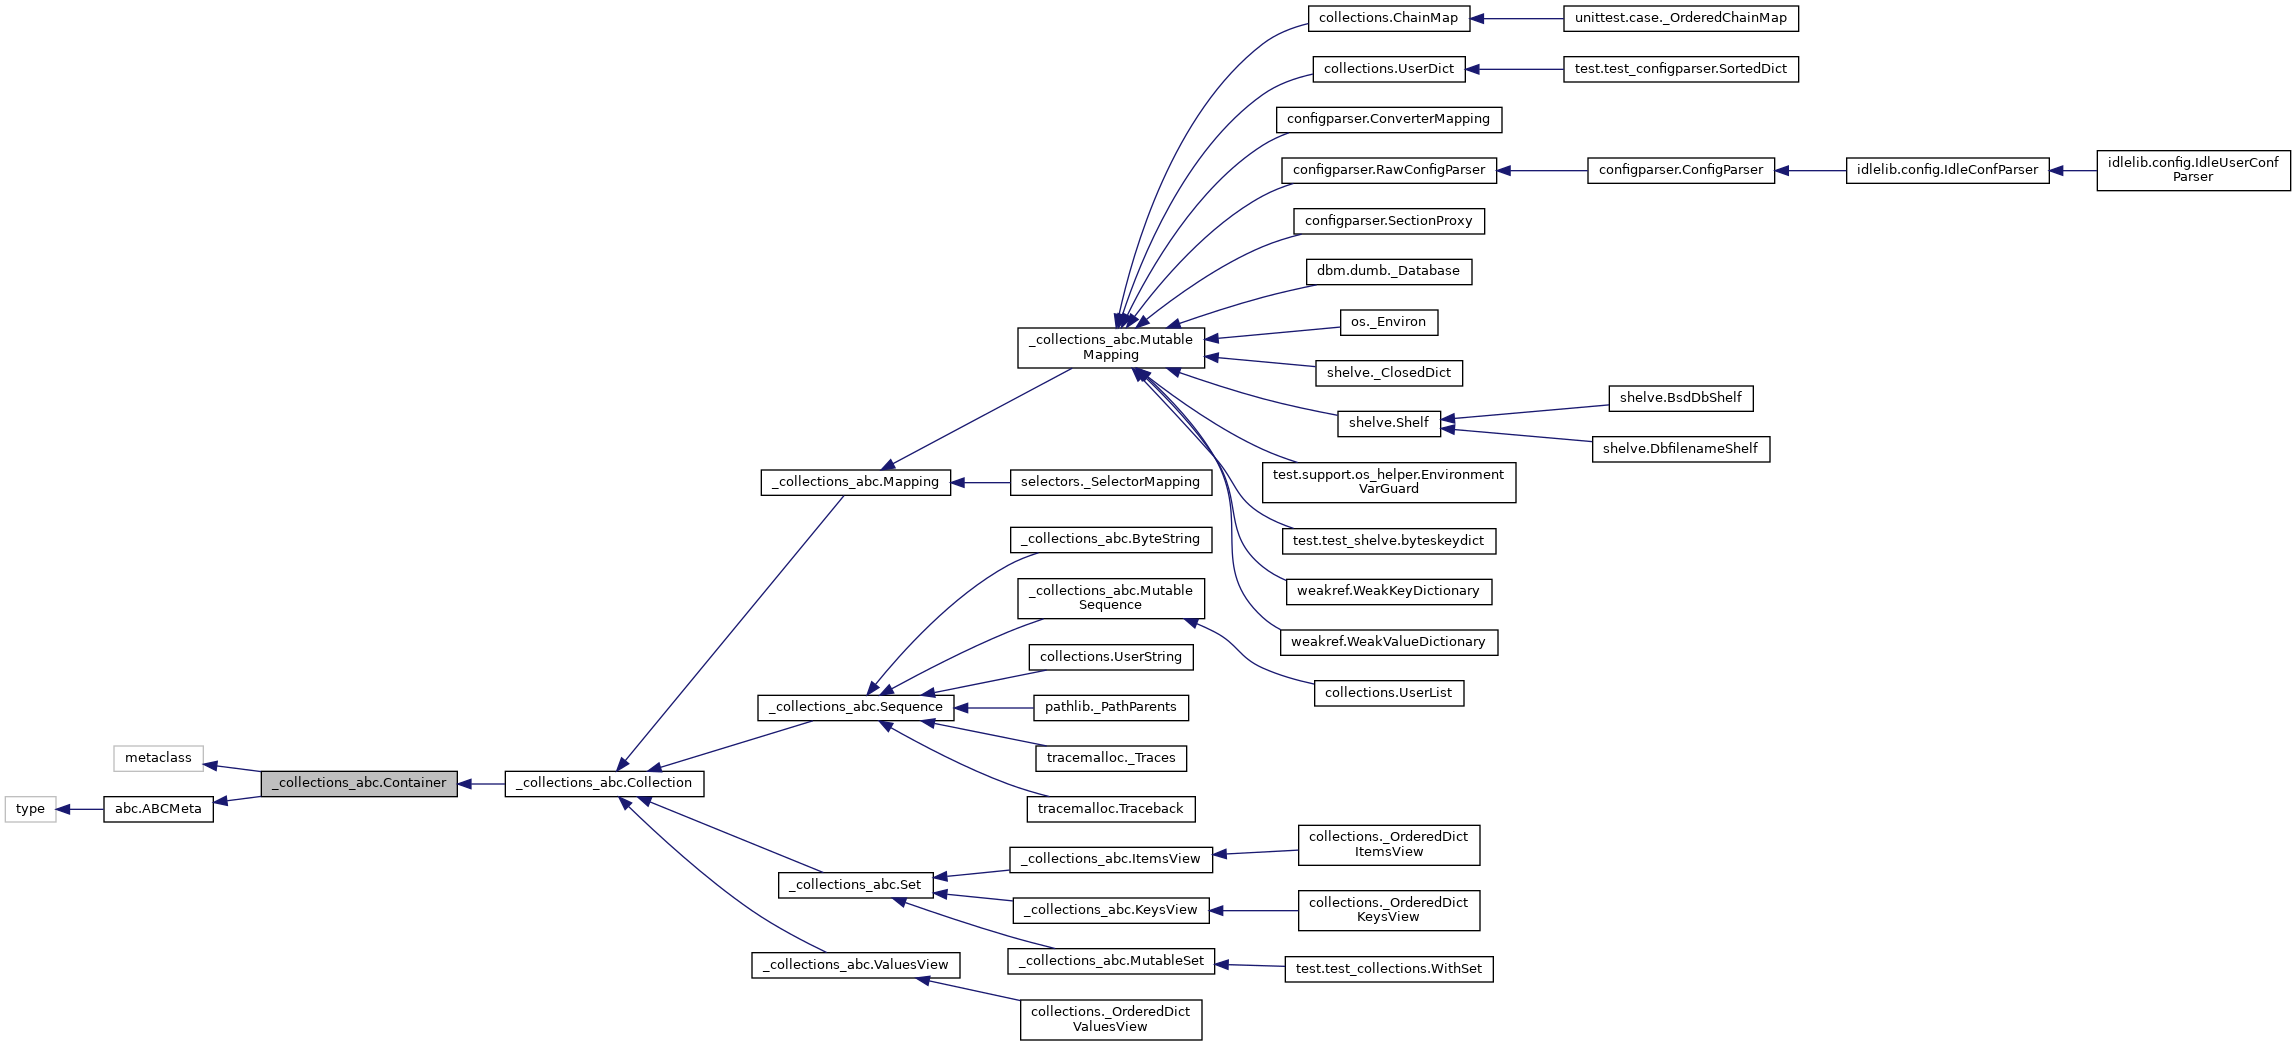 collections.ChainMap
unittest.case._OrderedChainMap
collections.UserDict
test.test_configparser.SortedDict
configparser.ConverterMapping
configparser.RawConfigParser
configparser.ConfigParser
idlelib.config.IdleConfParser
idlelib.config.IdleUserConf
Parser
configparser.SectionProxy
dbm.dumb._Database
os._Environ
_collections_abc.Mutable
Mapping
shelve._ClosedDict
shelve.Shelf
shelve.BsdDbShelf
shelve.DbfilenameShelf
_collections_abc.Mapping
selectors._SelectorMapping
test.support.os_helper.Environment
VarGuard
_collections_abc.ByteString
test.test_shelve.byteskeydict
_collections_abc.Mutable
Sequence
weakref.WeakKeyDictionary
weakref.WeakValueDictionary
collections.UserString
collections.UserList
_collections_abc.Sequence
pathlib._PathParents
tracemalloc._Traces
metaclass
_collections_abc.Container
_collections_abc.Collection
type
abc.ABCMeta
tracemalloc.Traceback
collections._OrderedDict
ItemsView
_collections_abc.ItemsView
_collections_abc.Set
_collections_abc.KeysView
collections._OrderedDict
KeysView
_collections_abc.ValuesView
_collections_abc.MutableSet
test.test_collections.WithSet
collections._OrderedDict
ValuesView